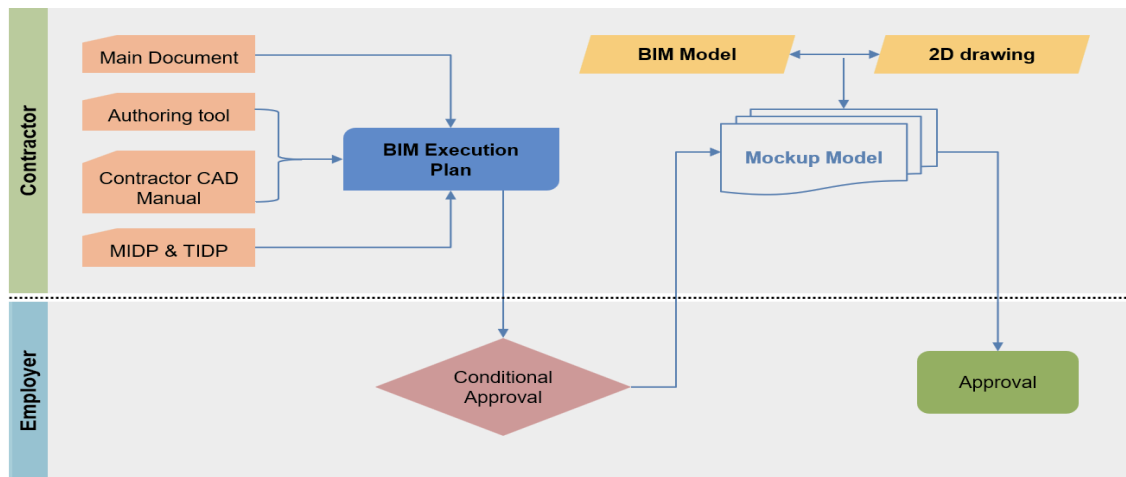 Contractor
Main Document
Authoring tool
Contractor CAD
Manual
MIDP & TIDP
BIM Execution
Plan
BIM Model
2D drawing
Mockup Model
Employer
Conditional
Approval
Approval